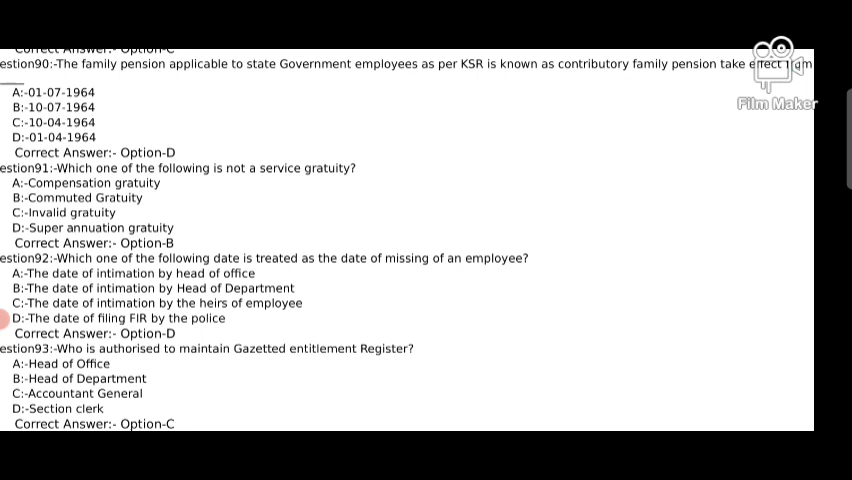 Correct Answer:- Option-C
estion90:-The family pension applicable to state Government employees as per KSR is known as contributory family pension take effect from
A:-01-07-1964
B:-10-07-1964
C:-10-04-1964
D:-01-04-1964
Correct Answer:- Option-D
estion91:-Which one of the following is not a service gratuity?
A:-Compensation gratuity
B:-Commuted Gratuity
C:-Invalid gratuity
D:-Super annuation gratuity
Correct Answer:- Option-B
estion92:-Which one of the following date is treated as the date of missing of an employee?
A:-The date of intimation by head of office
B:-The date of intimation by Head of Department
C:-The date of intimation by the heirs of employee
D:-The date of filing FIR by the police
Correct Answer:- Option-D
estion93:-Who is authorised to maintain Gazetted entitlement Register?
A:-Head of Office
B:-Head of Department
C:-Accountant General
D:-Section clerk
Correct Answer:- Option-C
Film Maker